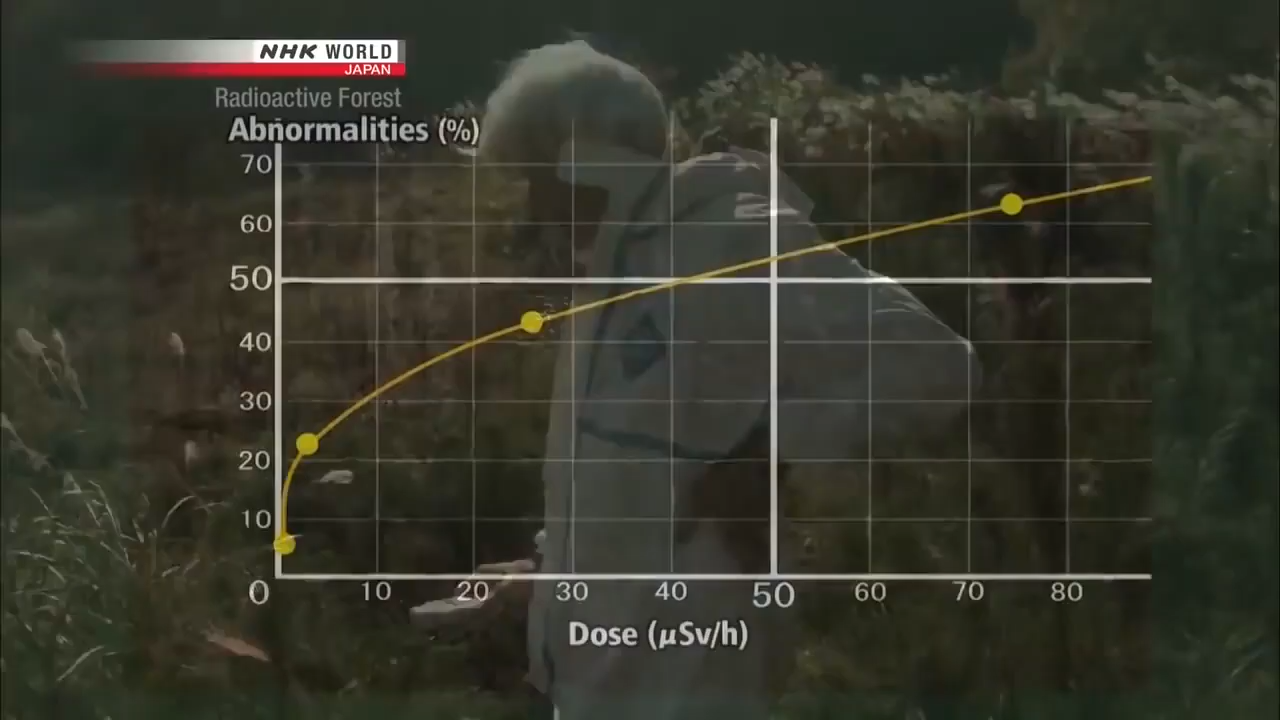 NHK WORLD
JAPAN
Radioactive Forest
Abnormalities (%)
70
60
50
40
30
20
10
0
10 20 30 40 50 60 70 80
Dose (μSv/h)